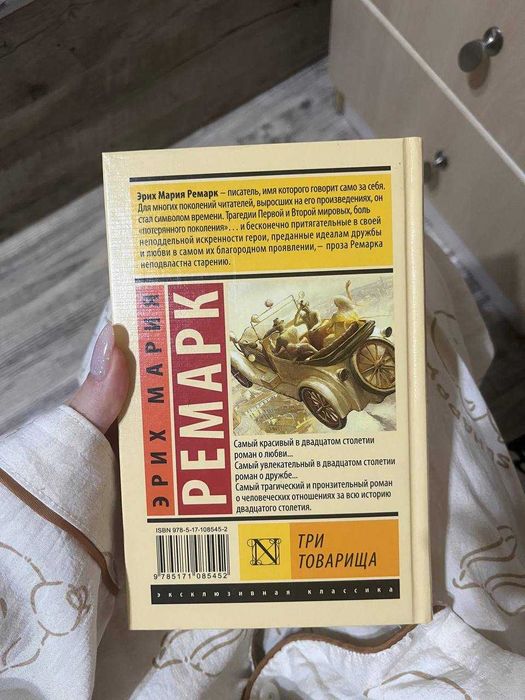 Эрих Мария Ремарк – писатель, имя которого говорит само за себя.
Для многих поколений читателей, выросших на его произведениях, он
стал символом времени. Трагедии Первой и Второй мировых, боль
«потерянного поколения»… и бесконечно притягательные в своей
неподдельной искренности герои, преданные идеалам дружбы
и любви в самом их благородном проявлении, – проза Ремарка
неподвластна старению.
ЭРИХ МАРИЯ
РЕМАРК
Самый красивый в двадцатом столетии
роман о любви...
Самый увлекательный в двадцатом столетии
роман о дружбе...
Самый трагический и пронзительный роман
о человеческих отношениях за всю историю
двадцатого столетия.
ISBN 978-5-17-108545-2
9 785171 085452
N
ТРИ
ТОВАРИЩА
эксклюзивная классика